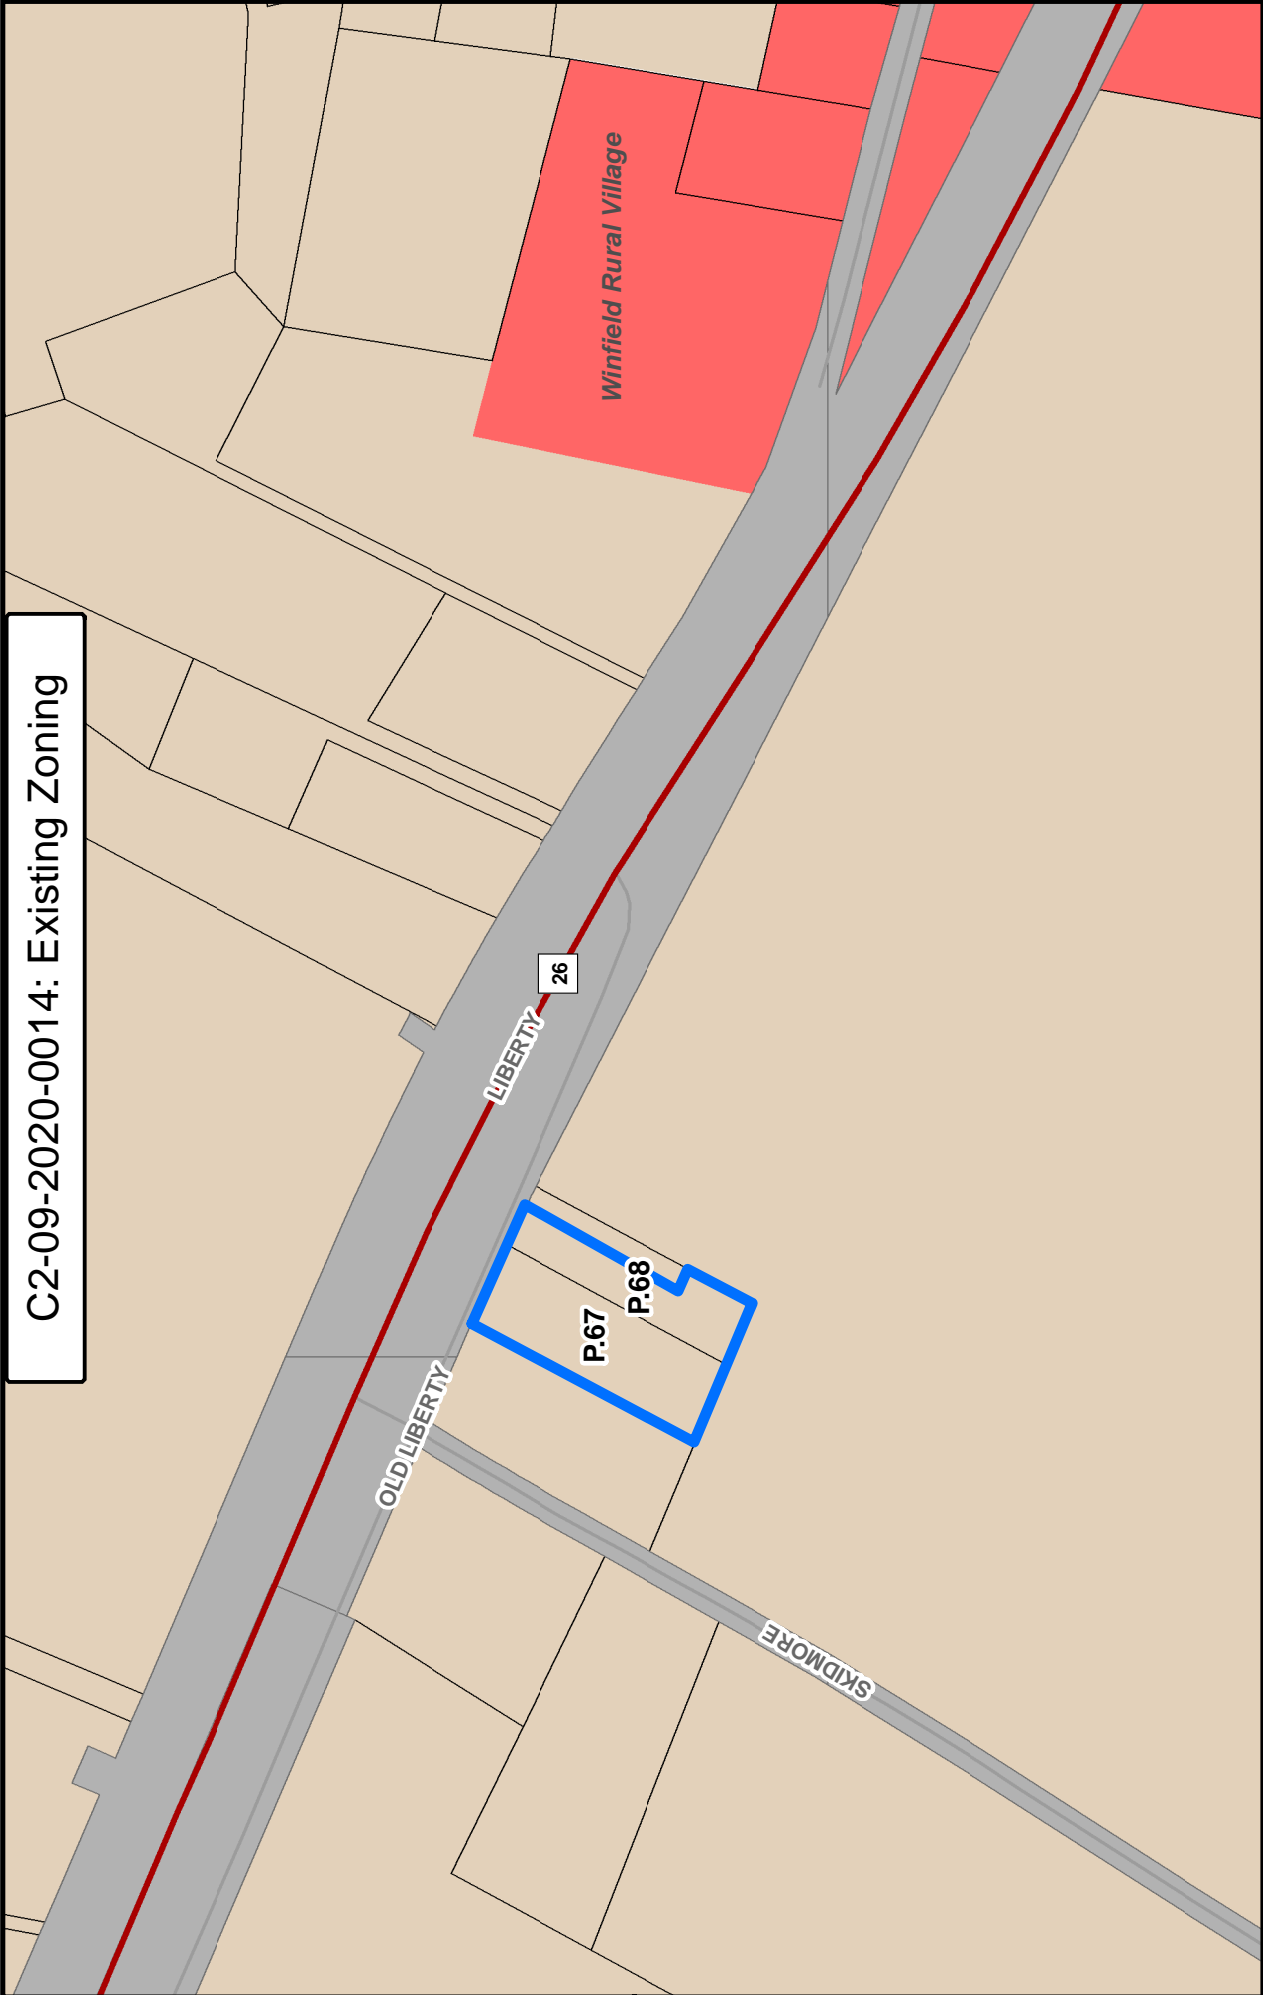 C2-09-2020-0014: Existing Zoning
Winfield Rural Village
26
LIBERTY
P.68
P.67
OLD LIBERTY
SKIDMORE